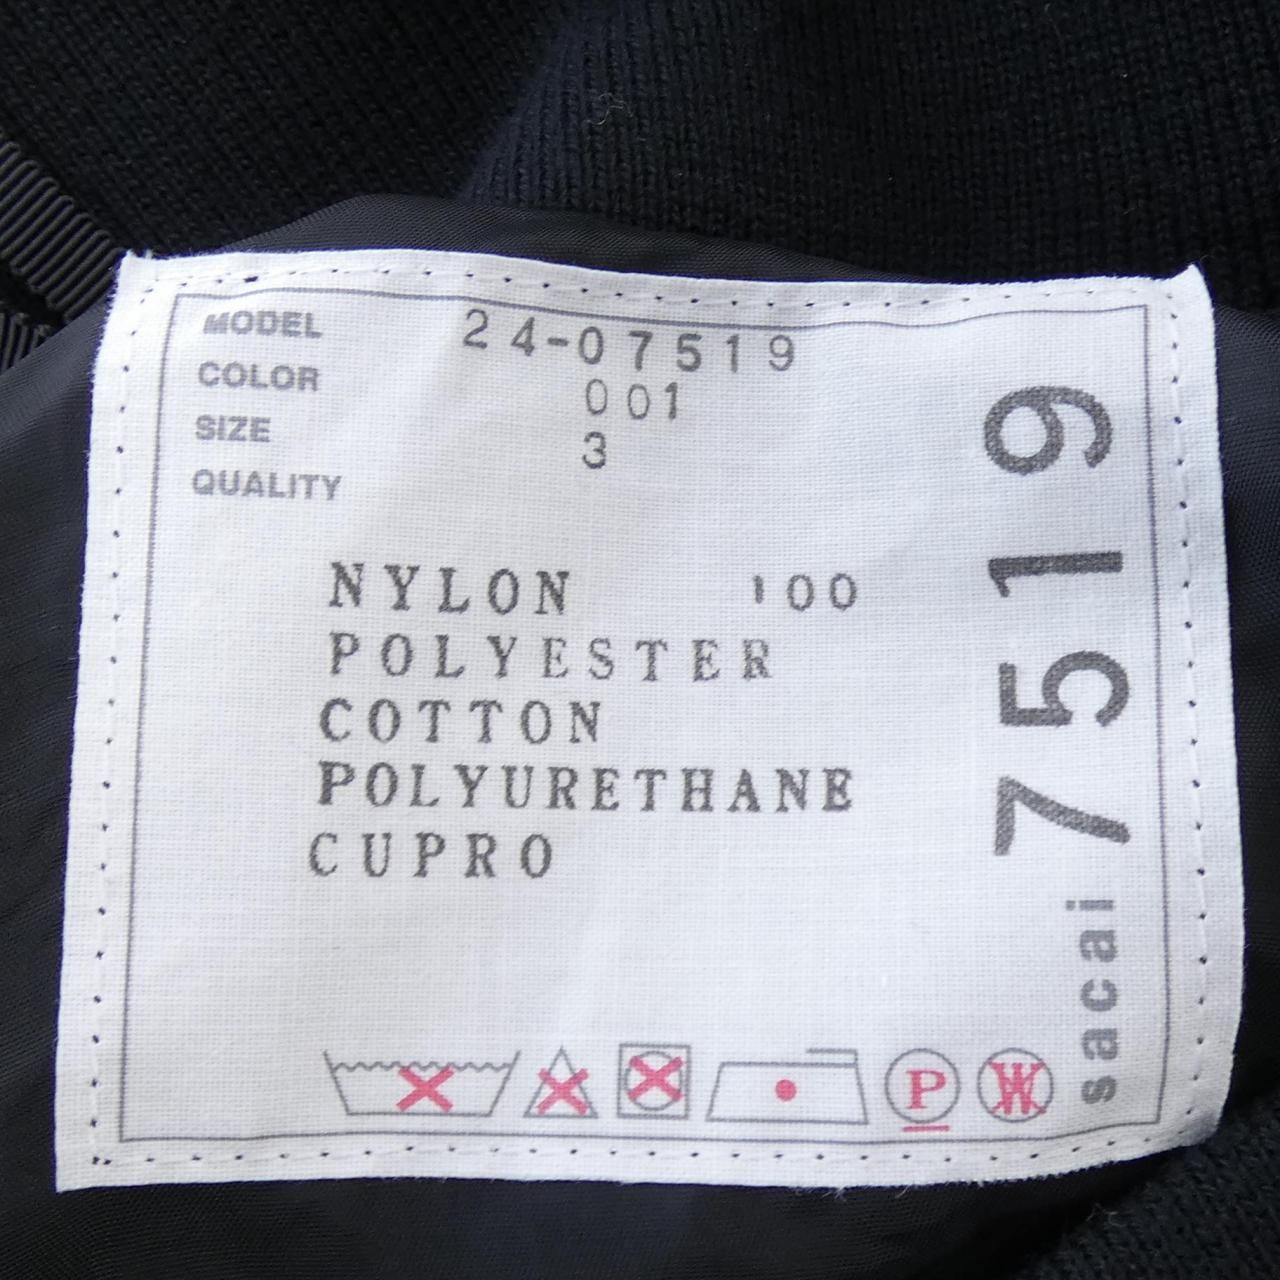 MODEL 24-07519
COLOR 001
SIZE 3
QUALITY
NYLON 100
POLYESTER
COTTON
POLYURETHANE
CUPRO
P
W
sacai 7519